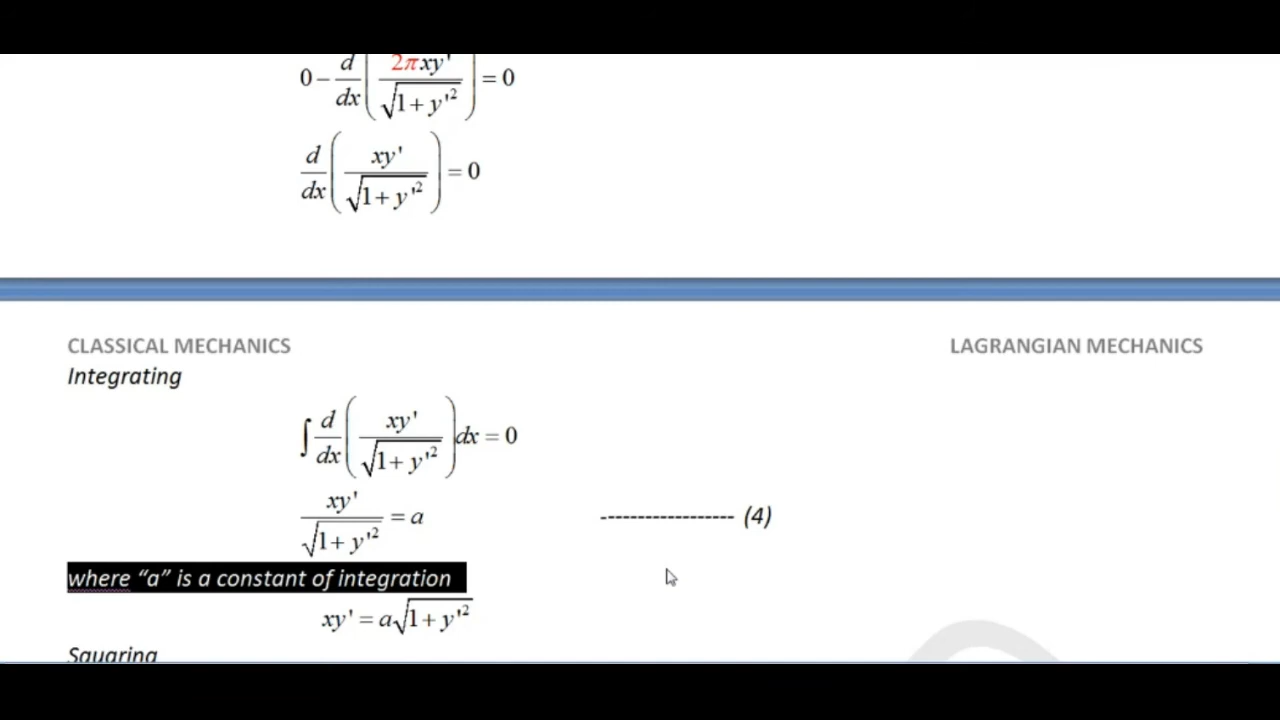 0 − d/dx ( 2πxy' / √(1 + y'²) ) = 0
d/dx ( xy' / √(1 + y'²) ) = 0
CLASSICAL MECHANICS LAGRANGIAN MECHANICS
Integrating
∫ d/dx ( xy' / √(1 + y'²) ) dx = 0
xy' / √(1 + y'²) = a ------------------ (4)
where “a” is a constant of integration
xy' = a√(1 + y'²)
Squaring